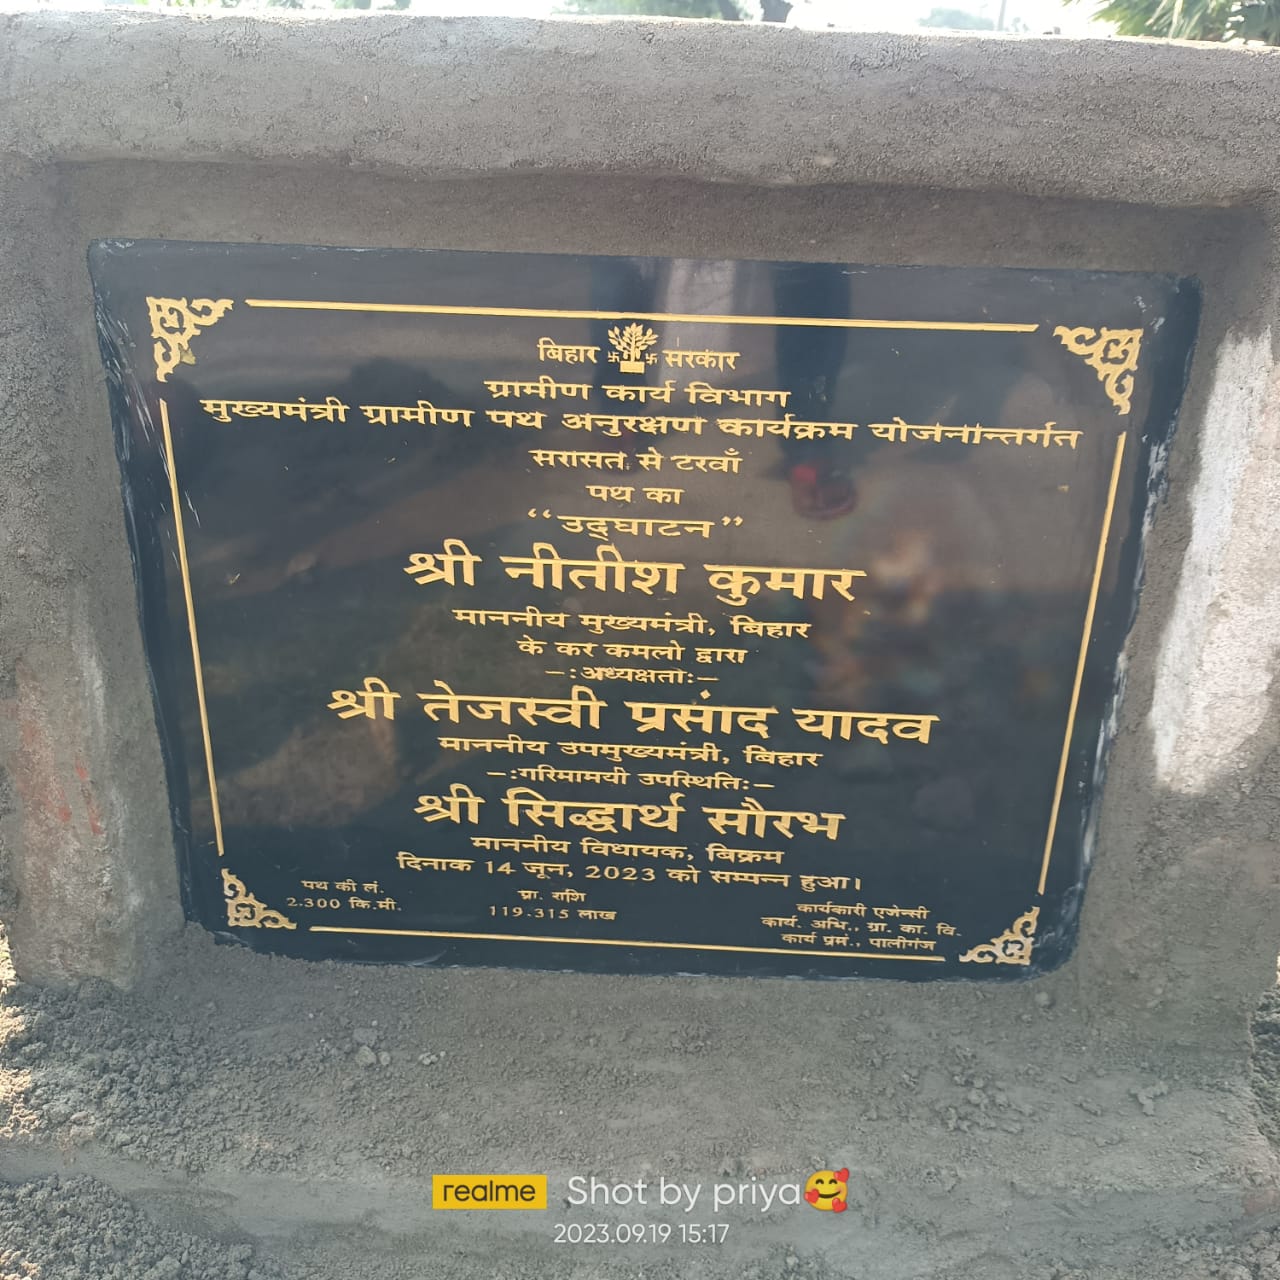 बिहार सरकार
ग्रामीण कार्य विभाग
मुख्यमंत्री ग्रामीण पथ अनुरक्षण कार्यक्रम योजनान्तर्गत
सरासत से टरवाँ
पथ का
“उद्घाटन”
श्री नीतीश कुमार
माननीय मुख्यमंत्री, बिहार
के कर कमलो द्वारा
–:अध्यक्षताः–
श्री तेजस्वी प्रसांद यादव
माननीय उपमुख्यमंत्री, बिहार
–:गरिमामयी उपस्थितिः–
श्री सिद्धार्थ सौरभ
माननीय विधायक, बिक्रम
दिनाक 14 जून, 2023 को सम्पन्न हुआ।
पथ की लं.
2.300 कि.मी.
प्रा. राशि
119.315 लाख
कार्यकारी एजेन्सी
कार्य. अभि., ग्रा. का. वि.
कार्य प्रमं., पालीगंज
realme Shot by priya🥰
2023.09.19 15:17